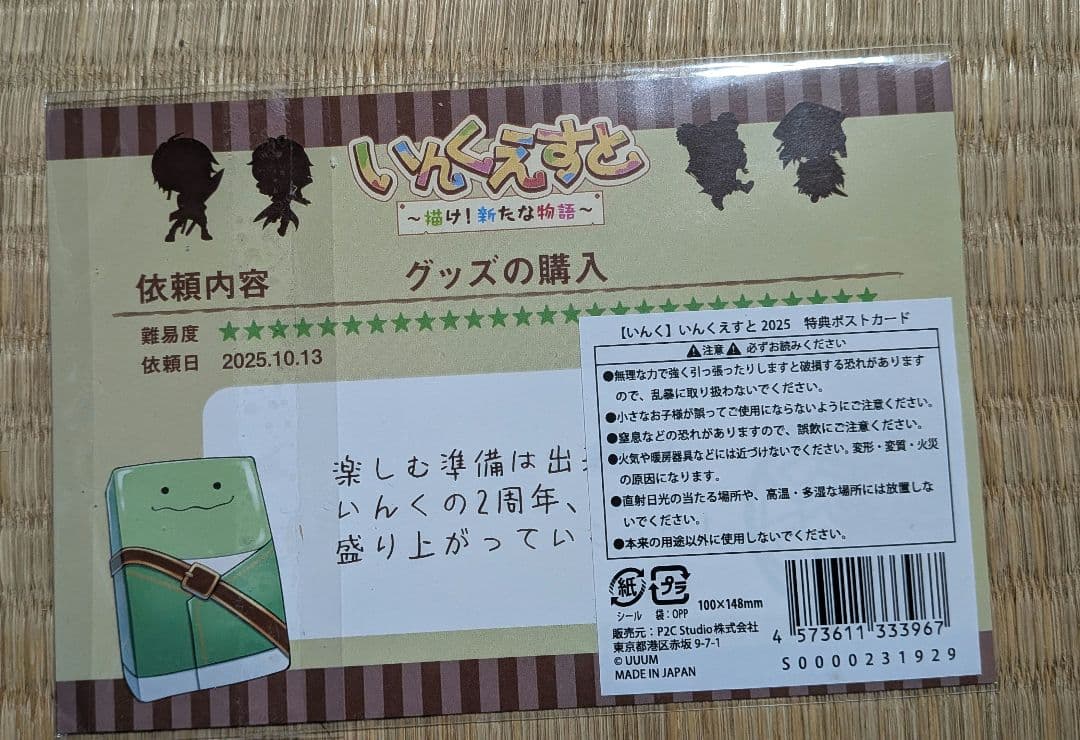 いんくえすと
～描け!新たな物語～
依頼内容 グッズの購入
難易度 ★★★★★★★★★★★★★★★★★★★★★★★★★★★
依頼日 2025.10.13
楽しむ準備は出
いんくの2周年、
盛り上がってい
【いんく】いんくえすと 2025 特典ポストカード
⚠注意⚠ 必ずお読みください
●無理な力で強く引っ張ったりしますと破損する恐れがあります
ので、乱暴に取り扱わないでください。
●小さなお子様が誤ってご使用にならないようにご注意ください。
●窒息などの恐れがありますので、誤飲にご注意ください。
●火気や暖房器具などには近づけないでください。変形・変質・火災
の原因になります。
●直射日光の当たる場所や、高温・多湿な場所には放置しな
いでください。
●本来の用途以外に使用しないでください。
紙 プラ
シール 袋:OPP 100×148mm
販売元:P2C Studio株式会社
東京都港区赤坂 9-7-1
© UUUM
MADE IN JAPAN
4 573611 333967
S0000231929